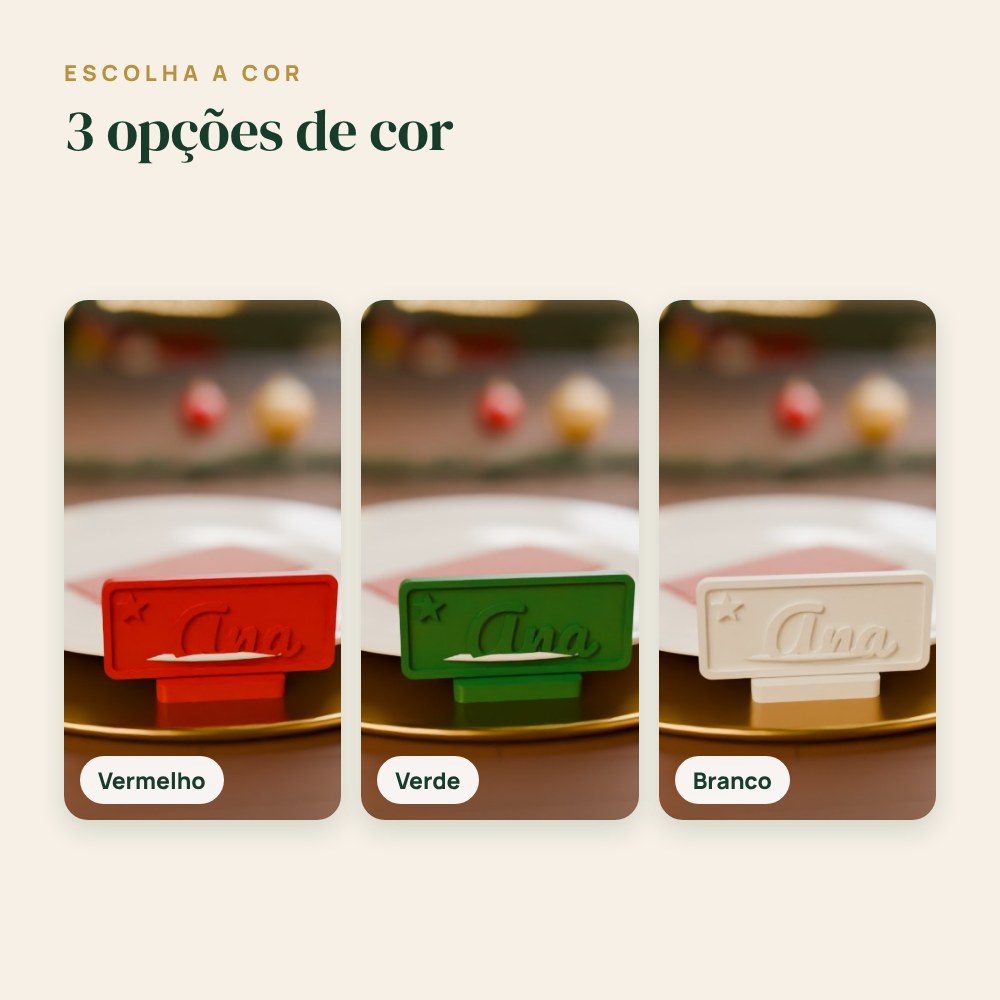 ESCOLHA A COR
3 opções de cor
Ana
Ana
Ana
Vermelho
Verde
Branco